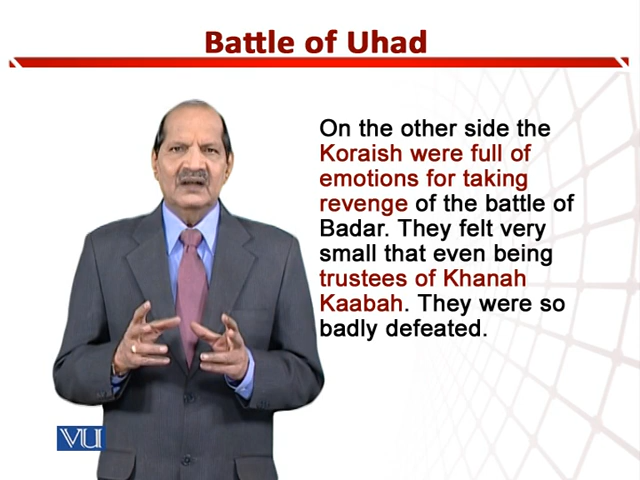 Battle of Uhad
On the other side the
Koraish were full of
emotions for taking
revenge of the battle of
Badar. They felt very
small that even being
trustees of Khanah
Kaabah. They were so
badly defeated.
VU